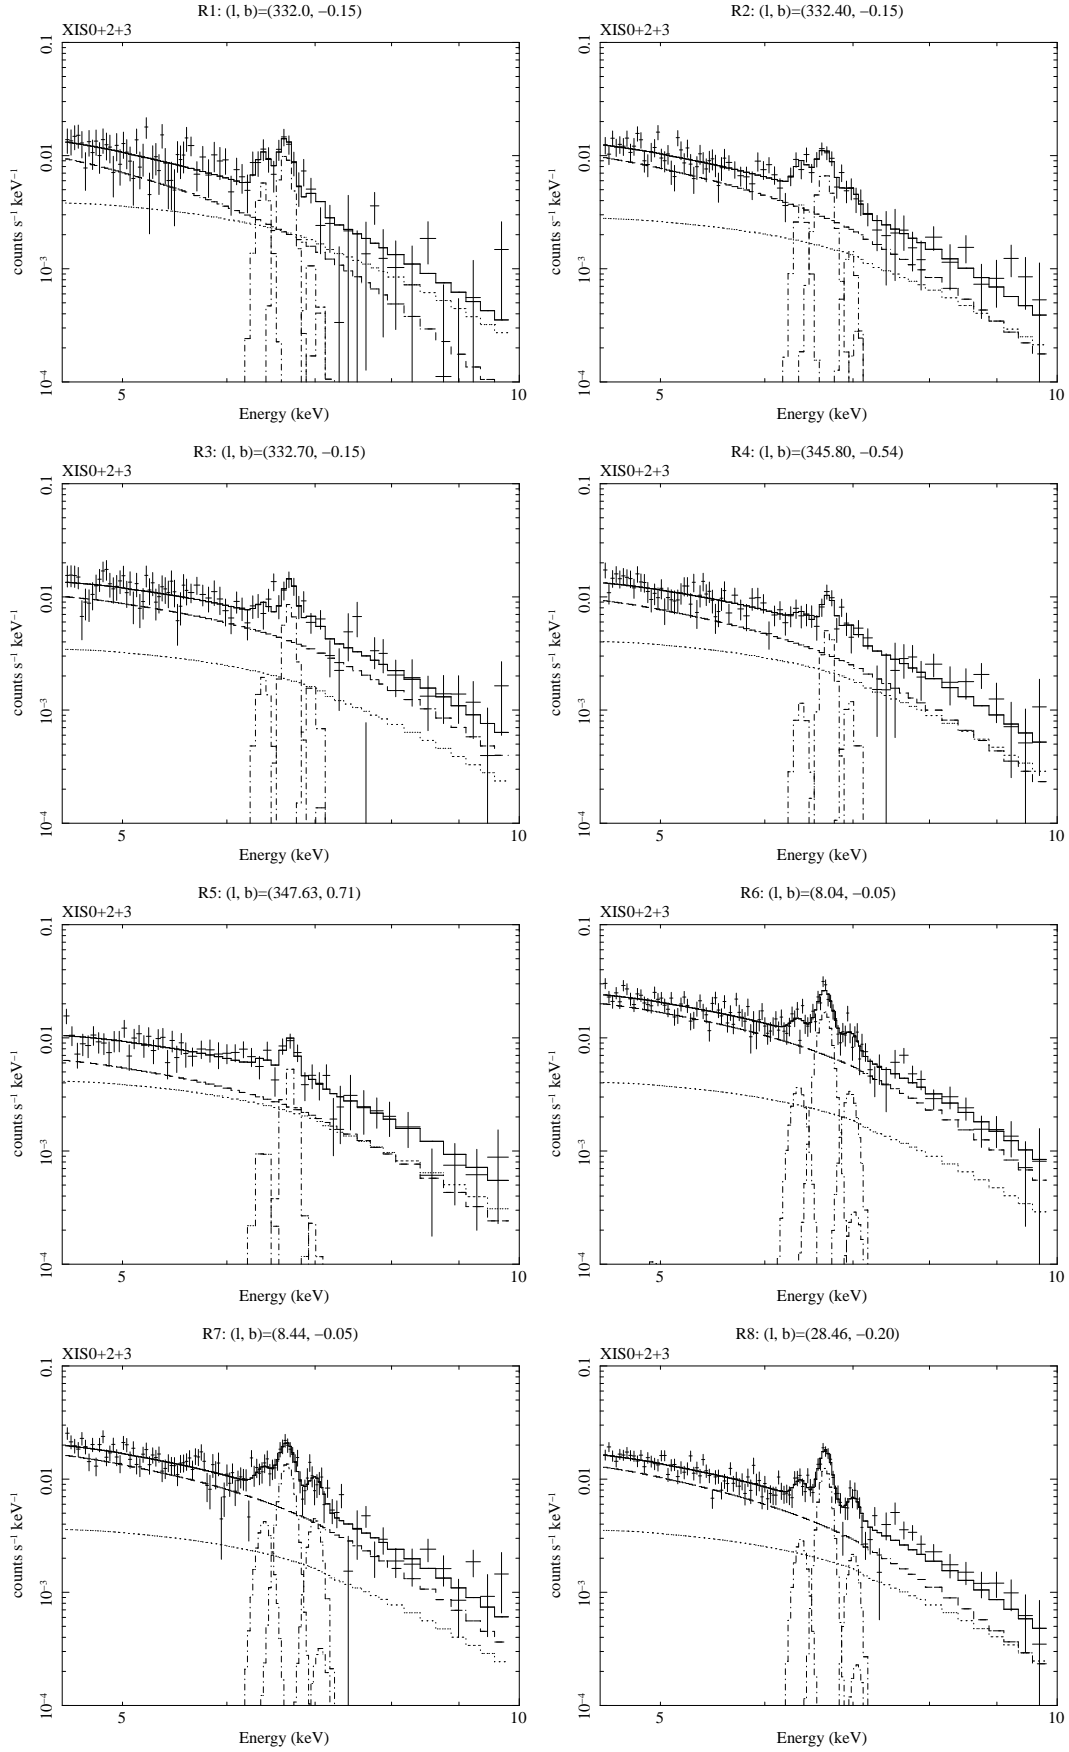 R1: (l, b)=(332.0, −0.15)
XIS0+2+3
0.1
0.01
10⁻³
10⁻⁴
counts s⁻¹ keV⁻¹
5
10
Energy (keV)
R2: (l, b)=(332.40, −0.15)
XIS0+2+3
0.1
0.01
10⁻³
10⁻⁴
counts s⁻¹ keV⁻¹
5
10
Energy (keV)
R3: (l, b)=(332.70, −0.15)
XIS0+2+3
0.1
0.01
10⁻³
10⁻⁴
counts s⁻¹ keV⁻¹
5
10
Energy (keV)
R4: (l, b)=(345.80, −0.54)
XIS0+2+3
0.1
0.01
10⁻³
10⁻⁴
counts s⁻¹ keV⁻¹
5
10
Energy (keV)
R5: (l, b)=(347.63, 0.71)
XIS0+2+3
0.1
0.01
10⁻³
10⁻⁴
counts s⁻¹ keV⁻¹
5
10
Energy (keV)
R6: (l, b)=(8.04, −0.05)
XIS0+2+3
0.1
0.01
10⁻³
10⁻⁴
counts s⁻¹ keV⁻¹
5
10
Energy (keV)
R7: (l, b)=(8.44, −0.05)
XIS0+2+3
0.1
0.01
10⁻³
10⁻⁴
counts s⁻¹ keV⁻¹
5
10
Energy (keV)
R8: (l, b)=(28.46, −0.20)
XIS0+2+3
0.1
0.01
10⁻³
10⁻⁴
counts s⁻¹ keV⁻¹
5
10
Energy (keV)